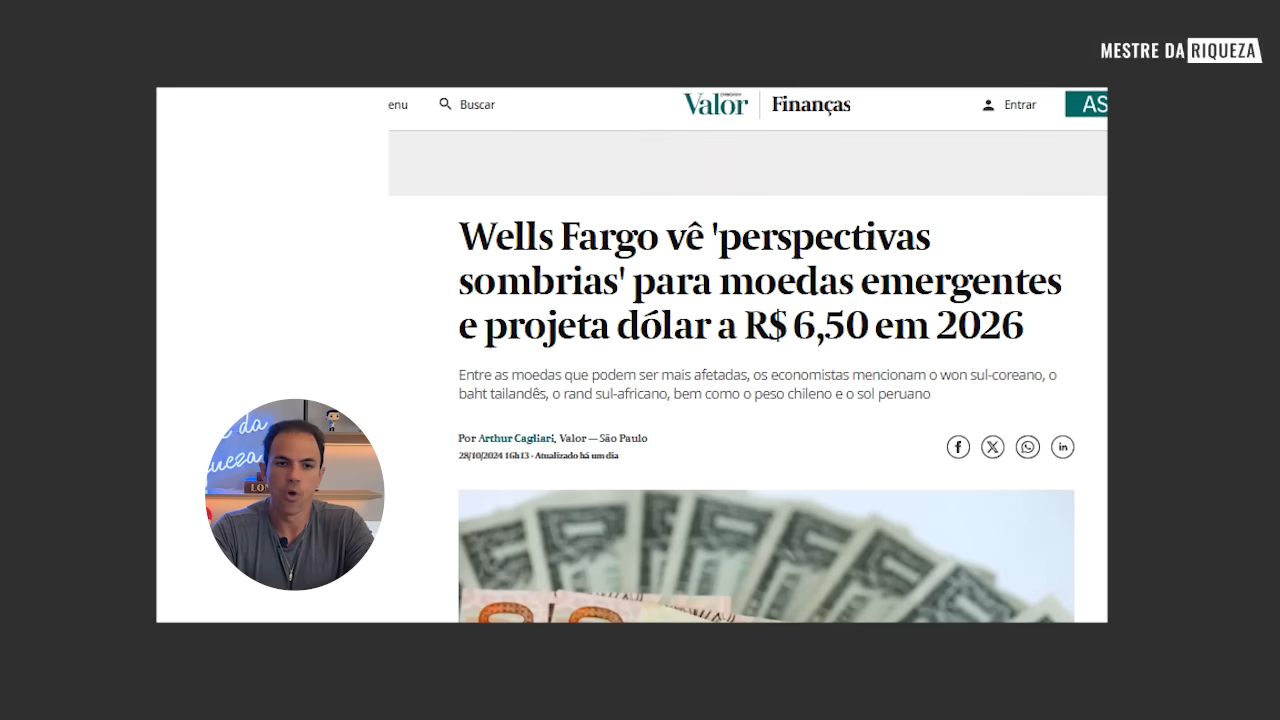 MESTRE DA RIQUEZA
enu
Buscar
Valor
Finanças
Entrar
AS
Wells Fargo vê 'perspectivas
sombrias' para moedas emergentes
e projeta dólar a R$ 6,50 em 2026
Entre as moedas que podem ser mais afetadas, os economistas mencionam o won sul-coreano, o
baht tailandês, o rand sul-africano, bem como o peso chileno e o sol peruano
Por Arthur Cagliari, Valor — São Paulo
28/10/2024 16h13 · Atualizado há um dia
da
LON